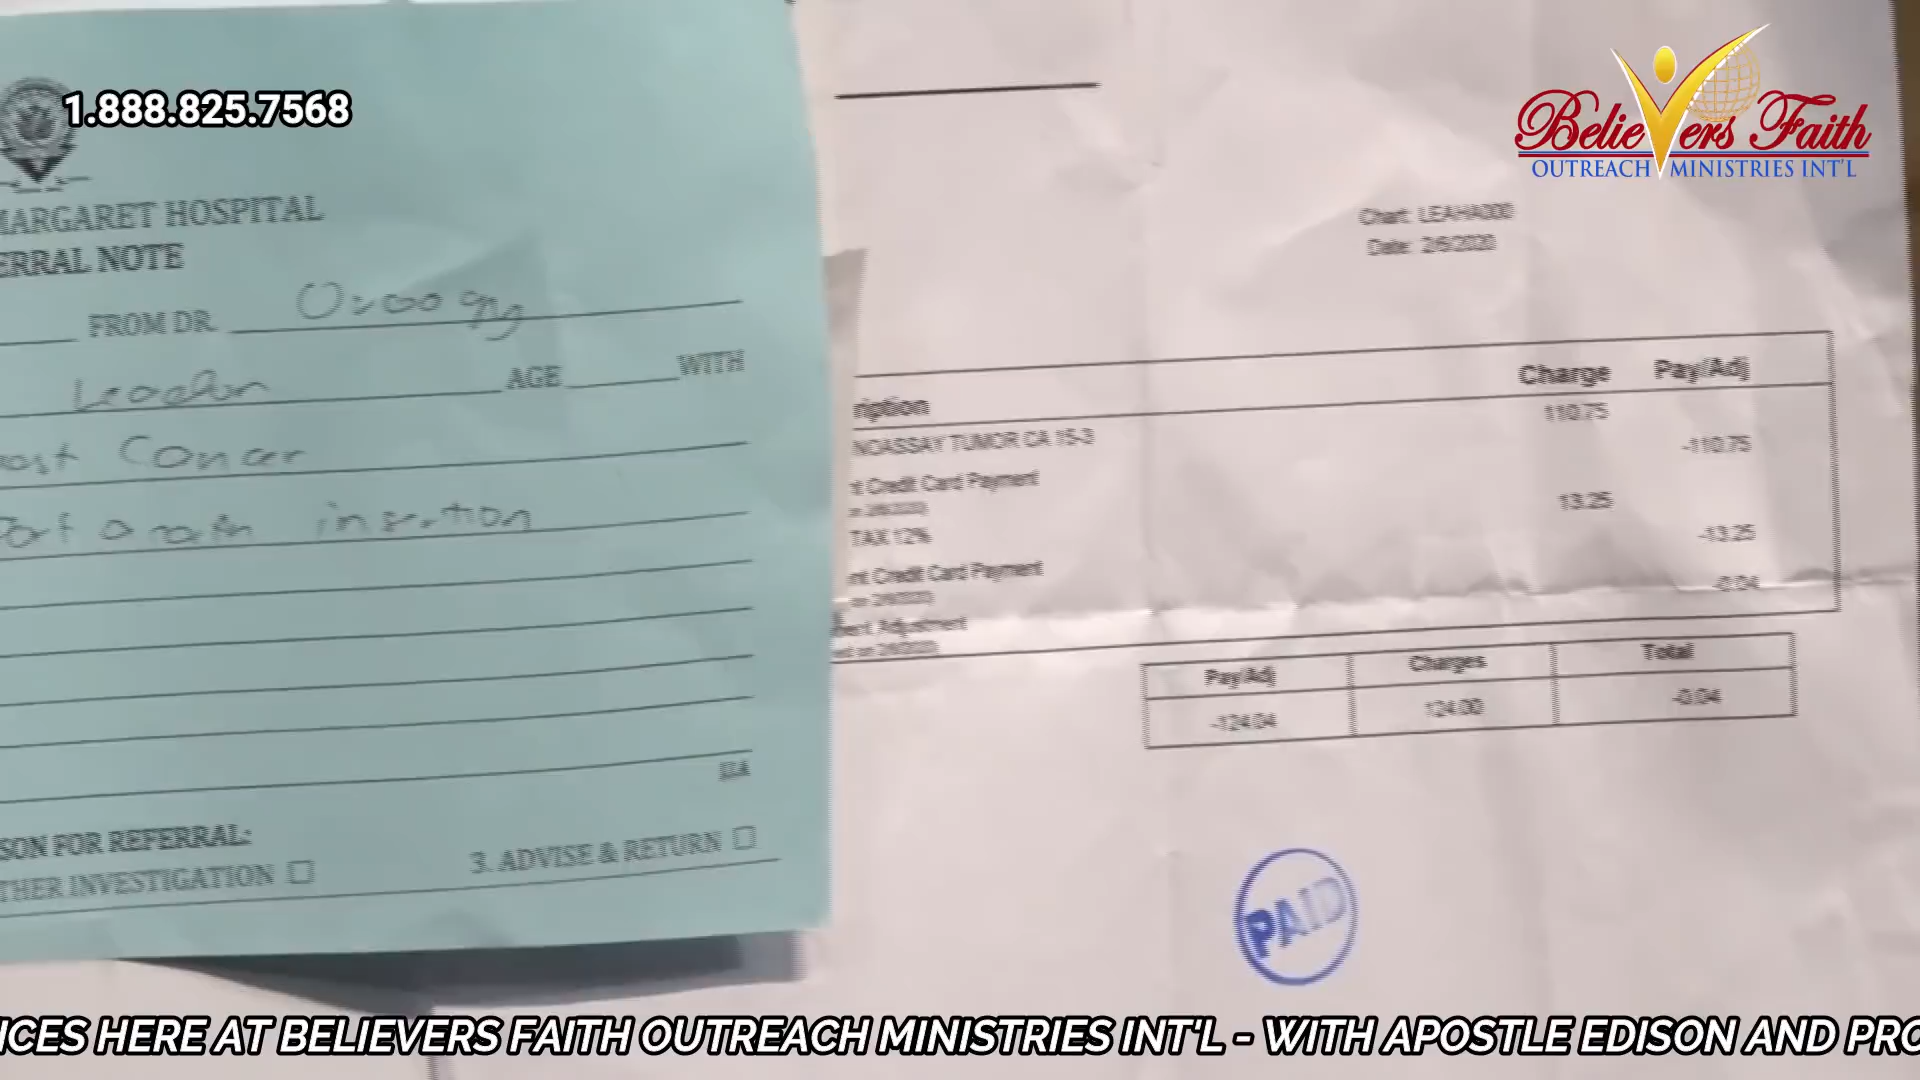 1.888.825.7568
Believers Faith
OUTREACH MINISTRIES INT'L
MARGARET HOSPITAL
ERRAL NOTE
FROM DR.
AGE WITH
Concer
insertion
SON FOR REFERRAL:
THER INVESTIGATION
3. ADVISE & RETURN
Chart: LEAHA000
Date: 2/6/2020
ription Charge Pay/Adj
NOASSAY TUMOR CA 15-3 110.75
nt Credit Card Payment -110.75
TAX 12% 13.25
nt Credit Card Payment -13.25
Adjustment -0.04
Pay/Adj Charges Total
-124.04 124.00 -0.04
PAID
ICES HERE AT BELIEVERS FAITH OUTREACH MINISTRIES INT'L - WITH APOSTLE EDISON AND PRO